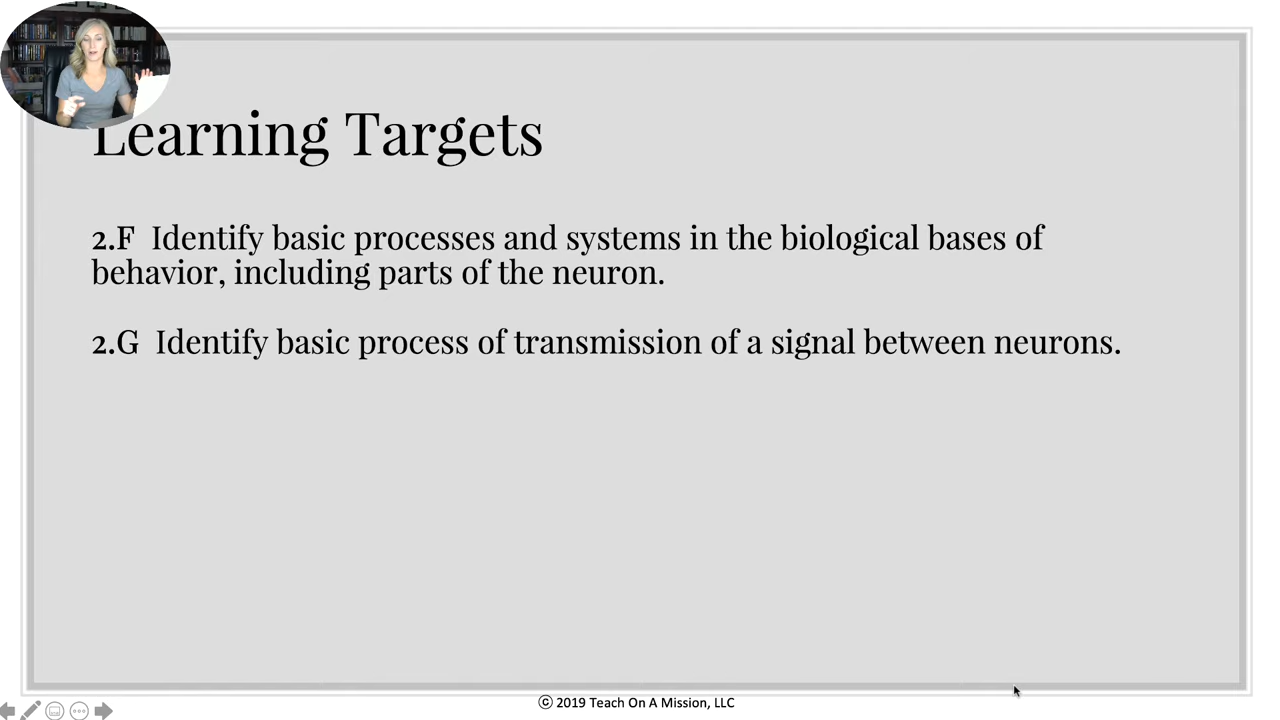 Learning Targets
2.F Identify basic processes and systems in the biological bases of
behavior, including parts of the neuron.
2.G Identify basic process of transmission of a signal between neurons.
© 2019 Teach On A Mission, LLC